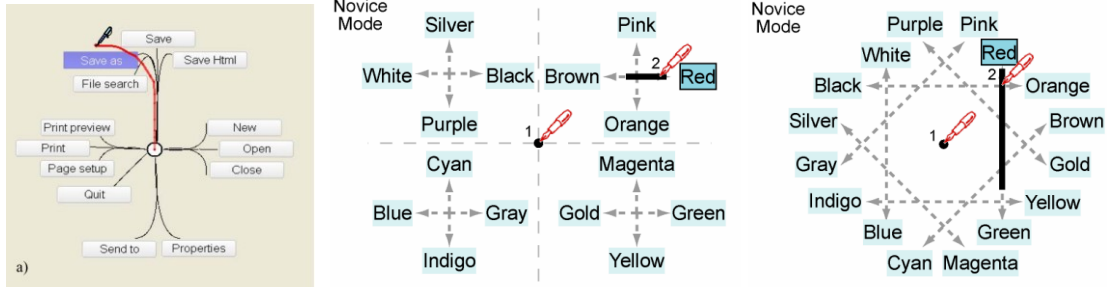 Save
Save as
Save Html
File search
Print preview
New
Print
Open
Page setup
Close
Quit
Send to
Properties
a)
Novice
Mode
Silver
Pink
White
Black
Brown
2
Red
Purple
Orange
1
Cyan
Magenta
Blue
Gray
Gold
Green
Indigo
Yellow
Novice
Mode
Purple
Pink
White
Red
2
Black
Orange
Silver
Brown
1
Gray
Gold
Indigo
Yellow
Blue
Green
Cyan
Magenta